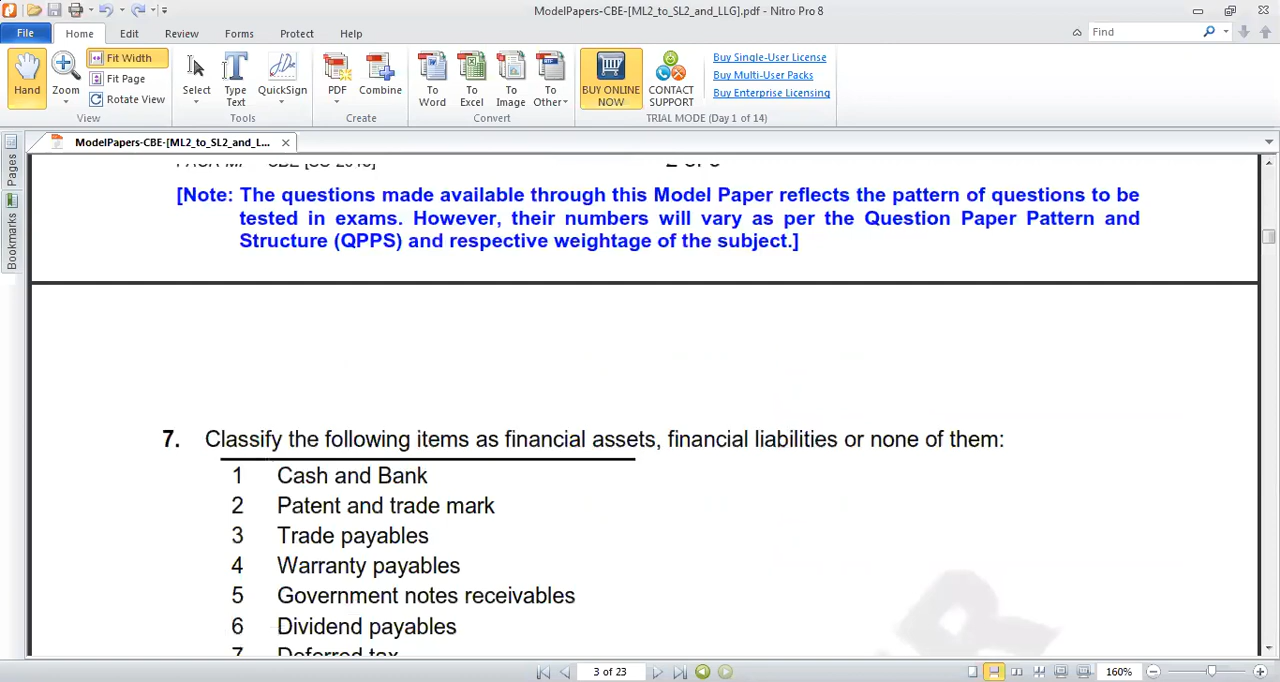 ModelPapers-CBE-[ML2_to_SL2_and_LLG].pdf - Nitro Pro 8
File Home Edit Review Forms Protect Help
Find
Hand
Zoom
Fit Width
Fit Page
Rotate View
View
Select
Type Text
QuickSign
Tools
PDF
Combine
Create
To Word
To Excel
To Image
To Other
Convert
BUY ONLINE NOW
CONTACT SUPPORT
Buy Single-User License
Buy Multi-User Packs
Buy Enterprise Licensing
TRIAL MODE (Day 1 of 14)
ModelPapers-CBE-[ML2_to_SL2_and_L...
Pages
Bookmarks
[Note: The questions made available through this Model Paper reflects the pattern of questions to be
tested in exams. However, their numbers will vary as per the Question Paper Pattern and
Structure (QPPS) and respective weightage of the subject.]
7. Classify the following items as financial assets, financial liabilities or none of them:
1 Cash and Bank
2 Patent and trade mark
3 Trade payables
4 Warranty payables
5 Government notes receivables
6 Dividend payables
7 Deferred tax
3 of 23
160%